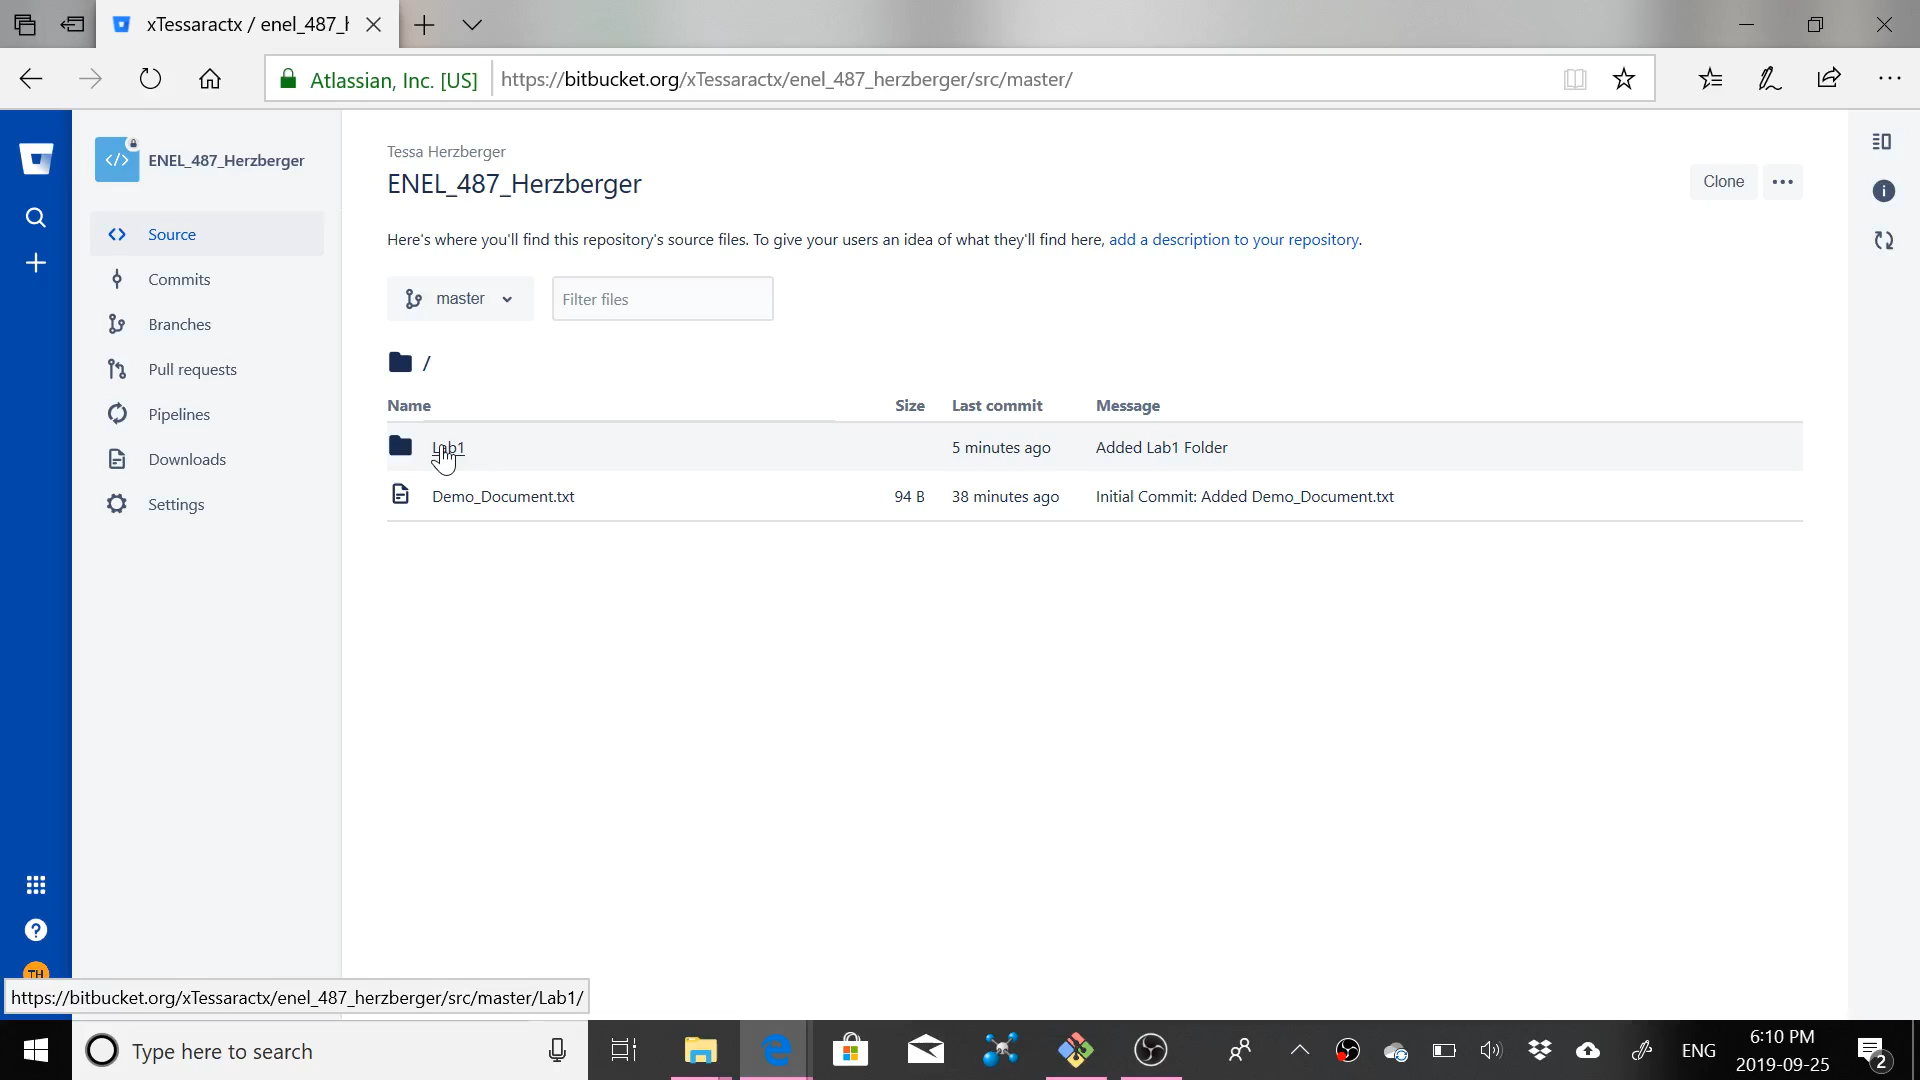 xTessaractx / enel_487_h
Atlassian, Inc. [US]
https://bitbucket.org/xTessaractx/enel_487_herzberger/src/master/
ENEL_487_Herzberger
Source
Commits
Branches
Pull requests
Pipelines
Downloads
Settings
Tessa Herzberger
ENEL_487_Herzberger
Clone
Here's where you'll find this repository's source files. To give your users an idea of what they'll find here, add a description to your repository.
master
Filter files
/
Name Size Last commit Message
Lab1 5 minutes ago Added Lab1 Folder
Demo_Document.txt 94 B 38 minutes ago Initial Commit: Added Demo_Document.txt
TH
https://bitbucket.org/xTessaractx/enel_487_herzberger/src/master/Lab1/
Type here to search
ENG
6:10 PM
2019-09-25
2